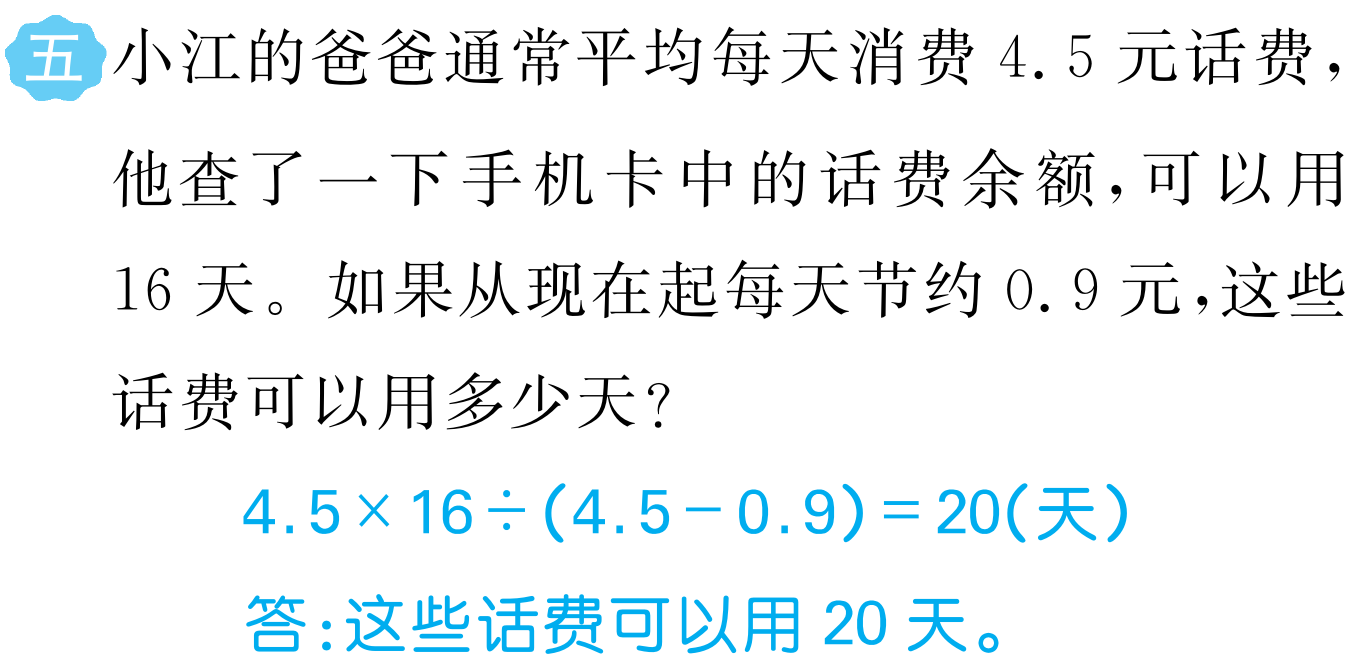 五 小江的爸爸通常平均每天消费 4.5 元话费,
他查了一下手机卡中的话费余额,可以用
16 天。如果从现在起每天节约 0.9 元,这些
话费可以用多少天?
4.5×16÷(4.5-0.9)=20(天)
答:这些话费可以用 20 天。